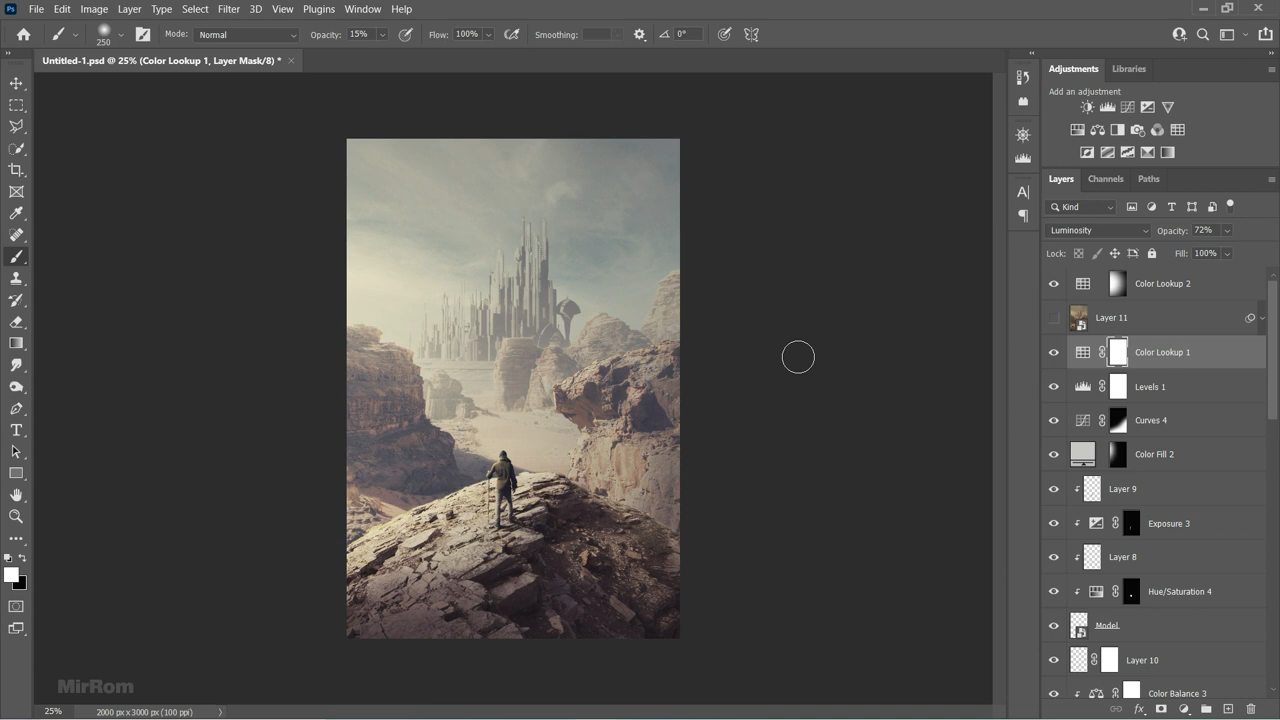 Ps File Edit Image Layer Type Select Filter 3D View Plugins Window Help
250 Mode: Normal Opacity: 15% Flow: 100% Smoothing: 0°
Untitled-1.psd @ 25% (Color Lookup 1, Layer Mask/8) * ×
Adjustments Libraries
Add an adjustment
Layers Channels Paths
Kind
Luminosity Opacity: 72%
Lock: Fill: 100%
Color Lookup 2
Layer 11
Color Lookup 1
Levels 1
Curves 4
Color Fill 2
Layer 9
Exposure 3
Layer 8
Hue/Saturation 4
Model
Layer 10
Color Balance 3
MirRom
25% 2000 px x 3000 px (100 ppi)